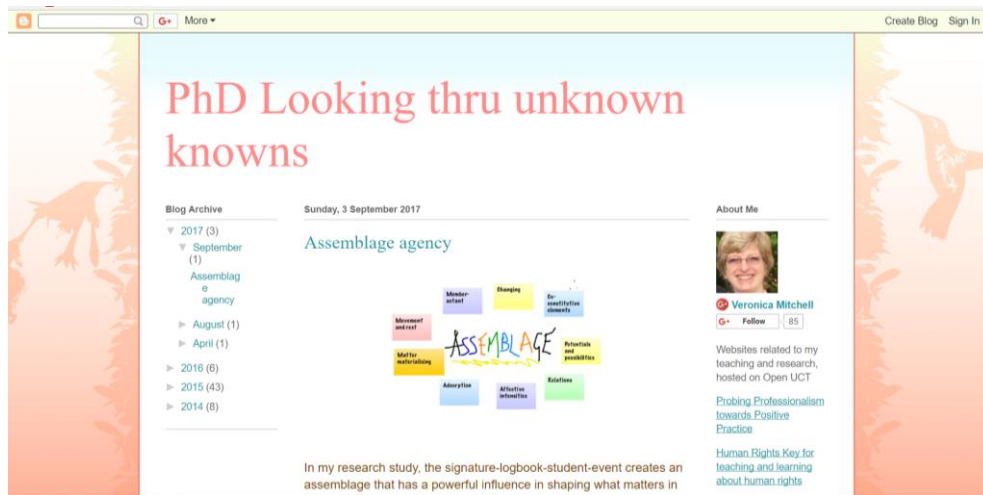 G+ More ▾ Create Blog Sign In
PhD Looking thru unknown
knowns
Blog Archive
▼ 2017 (3)
▼ September
(1)
Assemblag
e
agency
► August (1)
► April (1)
► 2016 (6)
► 2015 (43)
► 2014 (8)
Sunday, 3 September 2017
Assemblage agency
Member-
actant
Changing
Co-
constitutive
elements
Movement
and rest
ASSEMBLAGE
Potentials
and
possibilities
Matter
materialising
Adsorption
Affective
intensities
Relations
In my research study, the signature-logbook-student-event creates an
assemblage that has a powerful influence in shaping what matters in
About Me
Veronica Mitchell
G+ Follow 85
Websites related to my
teaching and research,
hosted on Open UCT
Probing Professionalism
towards Positive
Practice
Human Rights Key for
teaching and learning
about human rights